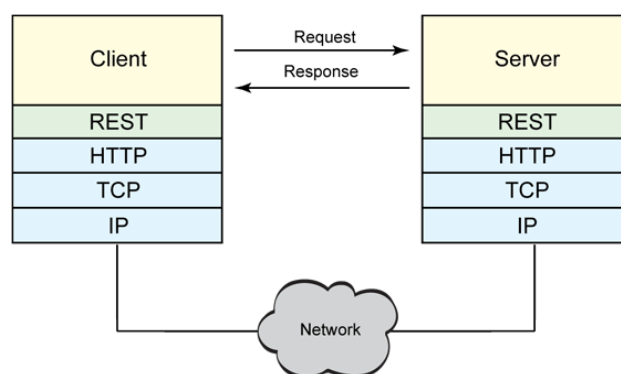 Client
Request
Response
Server
REST
HTTP
TCP
IP
REST
HTTP
TCP
IP
Network